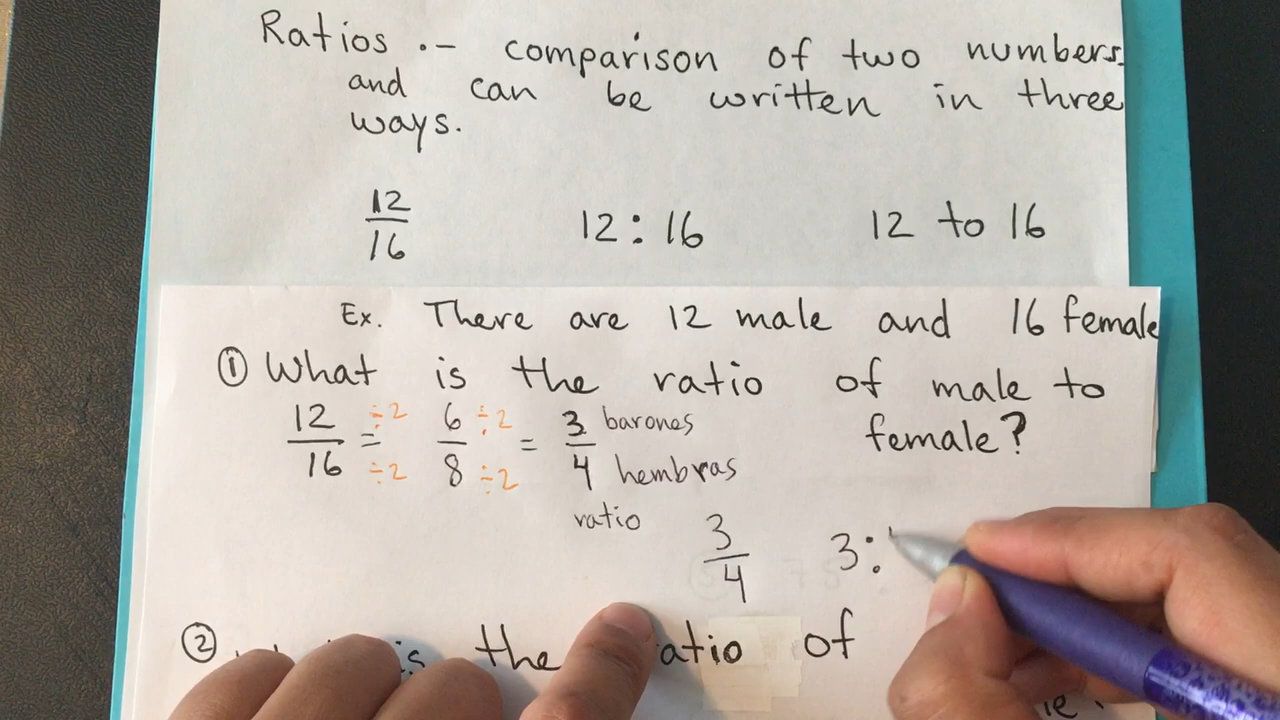 Ratios .- comparison of two numbers
and can be written in three
ways.
12/16 12:16 12 to 16
Ex. There are 12 male and 16 female
① What is the ratio of male to
female?
12/16 ÷2/÷2 = 6/8 ÷2/÷2 = 3/4 barones
hembras
ratio 3/4 3:
② is the ratio of